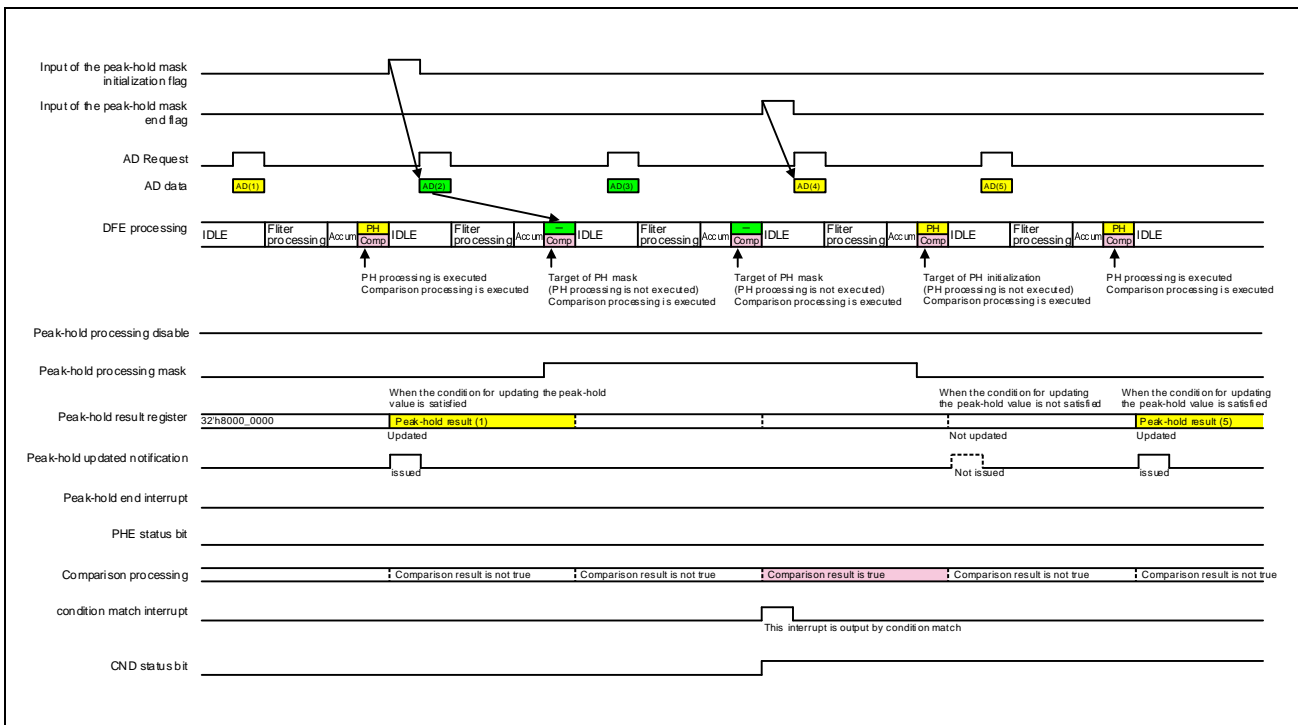 Input of the peak-hold mask
initialization flag
Input of the peak-hold mask
end flag
AD Request
AD data
AD(1)
AD(2)
AD(3)
AD(4)
AD(5)
DFE processing
IDLE
Fliter
processing
Accum
PH
Comp
IDLE
Fliter
processing
Accum
—
Comp
IDLE
Fliter
processing
Accum
—
Comp
IDLE
Fliter
processing
Accum
PH
Comp
IDLE
Fliter
processing
Accum
PH
Comp
IDLE
PH processing is executed
Comparison processing is executed
Target of PH mask
(PH processing is not executed)
Comparison processing is executed
Target of PH mask
(PH processing is not executed)
Comparison processing is executed
Target of PH initialization
(PH processing is not executed)
Comparison processing is executed
PH processing is executed
Comparison processing is executed
Peak-hold processing disable
Peak-hold processing mask
When the condition for updating the peak-hold
value is satisfied
When the condition for updating
the peak-hold value is not satisfied
When the condition for updating
the peak-hold value is satisfied
Peak-hold result register
32'h8000_0000
Peak-hold result (1)
Peak-hold result (5)
Updated
Not updated
Updated
Peak-hold updated notification
issued
Not issued
issued
Peak-hold end interrupt
PHE status bit
Comparison processing
Comparison result is not true
Comparison result is not true
Comparison result is true
Comparison result is not true
Comparison result is not true
condition match interrupt
This interrupt is output by condition match
CND status bit